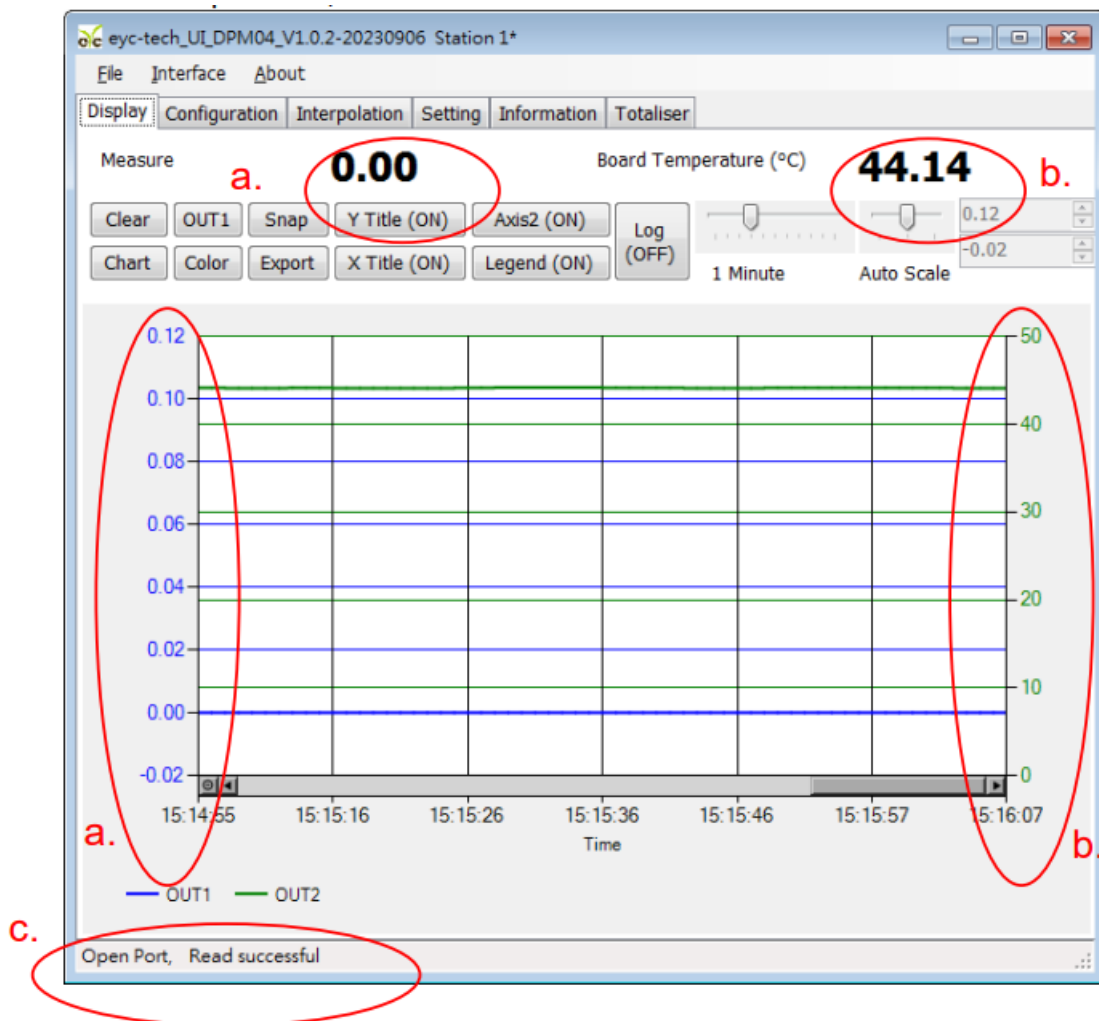 eyc-tech_UI_DPM04_V1.0.2-20230906 Station 1*
File Interface About
Display Configuration Interpolation Setting Information Totaliser
Measure 0.00 Board Temperature (°C) 44.14
a. b.
Clear OUT1 Snap Y Title (ON) Axis2 (ON) Log (OFF) 0.12
Chart Color Export X Title (ON) Legend (ON) 1 Minute Auto Scale -0.02
0.12 50
0.10
0.08 40
0.06 30
0.04 20
0.02
0.00 10
-0.02 0
15:14:55 15:15:16 15:15:26 15:15:36 15:15:46 15:15:57 15:16:07
a. Time b.
OUT1 OUT2
c.
Open Port, Read successful